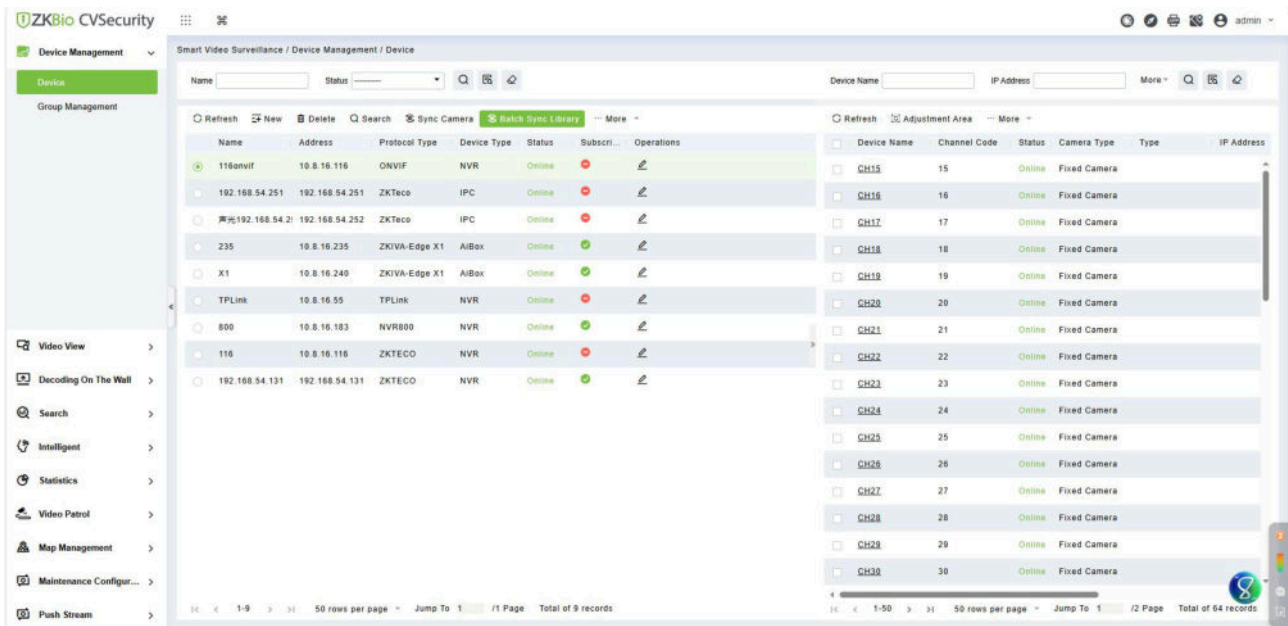 ZKBio CVSecurity
admin
Device Management
Device
Group Management
Video View
Decoding On The Wall
Search
Intelligent
Statistics
Video Patrol
Map Management
Maintenance Configur...
Push Stream
Smart Video Surveillance / Device Management / Device
Name Status ---------
Refresh New Delete Search Sync Camera Batch Sync Library ··· More
Name Address Protocol Type Device Type Status Subscri... Operations
116onvif 10.8.16.116 ONVIF NVR Online
192.168.54.251 192.168.54.251 ZKTeco IPC Online
声光192.168.54.2 192.168.54.252 ZKTeco IPC Online
235 10.8.16.235 ZKIVA-Edge X1 AiBox Online
X1 10.8.16.240 ZKIVA-Edge X1 AiBox Online
TPLink 10.8.16.55 TPLink NVR Online
800 10.8.16.183 NVR800 NVR Online
116 10.8.16.116 ZKTECO NVR Online
192.168.54.131 192.168.54.131 ZKTECO NVR Online
1-9 50 rows per page Jump To 1 /1 Page Total of 9 records
Device Name IP Address More
Refresh Adjustment Area ··· More
Device Name Channel Code Status Camera Type Type IP Address
CH15 15 Online Fixed Camera
CH16 16 Online Fixed Camera
CH17 17 Online Fixed Camera
CH18 18 Online Fixed Camera
CH19 19 Online Fixed Camera
CH20 20 Online Fixed Camera
CH21 21 Online Fixed Camera
CH22 22 Online Fixed Camera
CH23 23 Online Fixed Camera
CH24 24 Online Fixed Camera
CH25 25 Online Fixed Camera
CH26 26 Online Fixed Camera
CH27 27 Online Fixed Camera
CH28 28 Online Fixed Camera
CH29 29 Online Fixed Camera
CH30 30 Online Fixed Camera
1-50 50 rows per page Jump To 1 /2 Page Total of 64 records